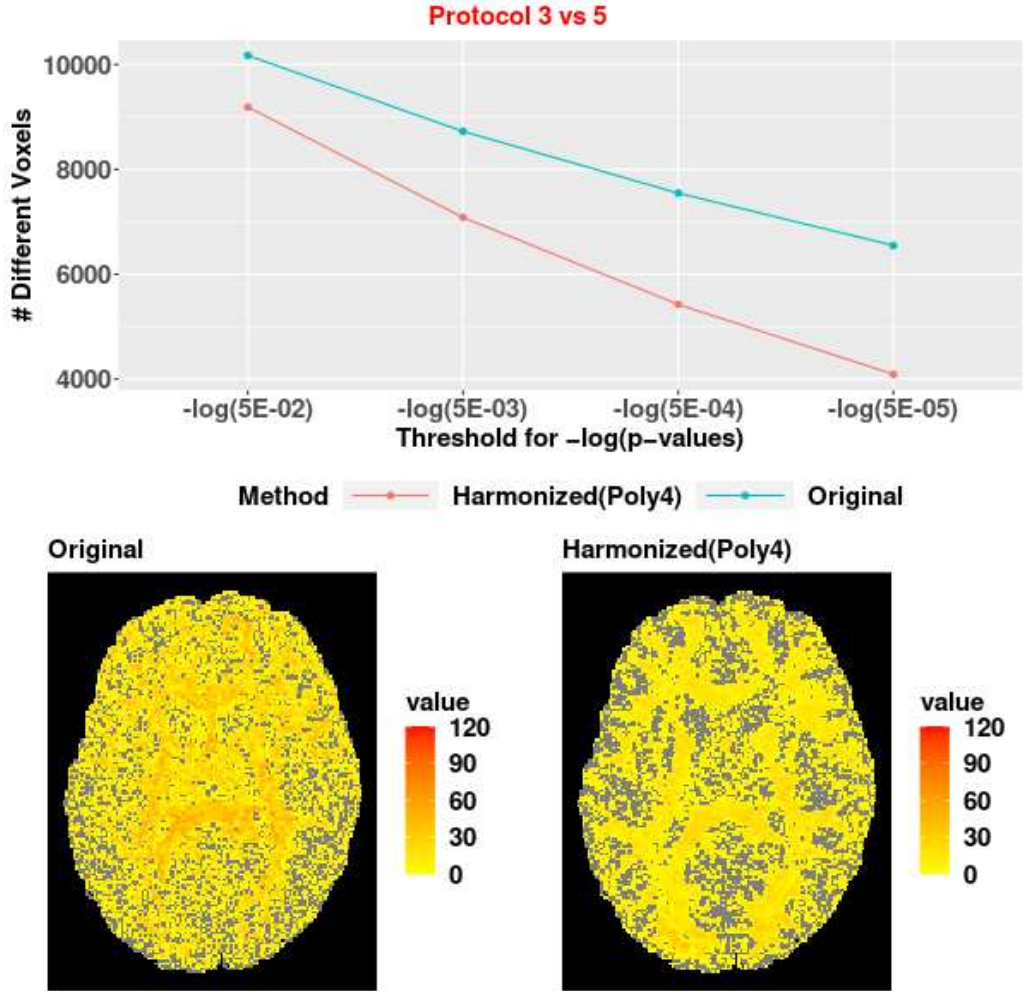 Protocol 3 vs 5
# Different Voxels
10000
8000
6000
4000
-log(5E-02) -log(5E-03) -log(5E-04) -log(5E-05)
Threshold for −log(p−values)
Method Harmonized(Poly4) Original
Original
value
120
90
60
30
0
Harmonized(Poly4)
value
120
90
60
30
0